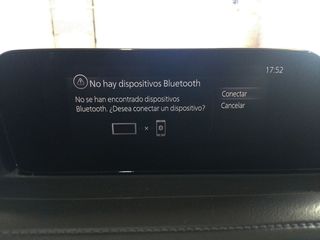 17:52
No hay dispositivos Bluetooth
No se han encontrado dispositivos
Bluetooth. ¿Desea conectar un dispositivo?
Conectar
Cancelar